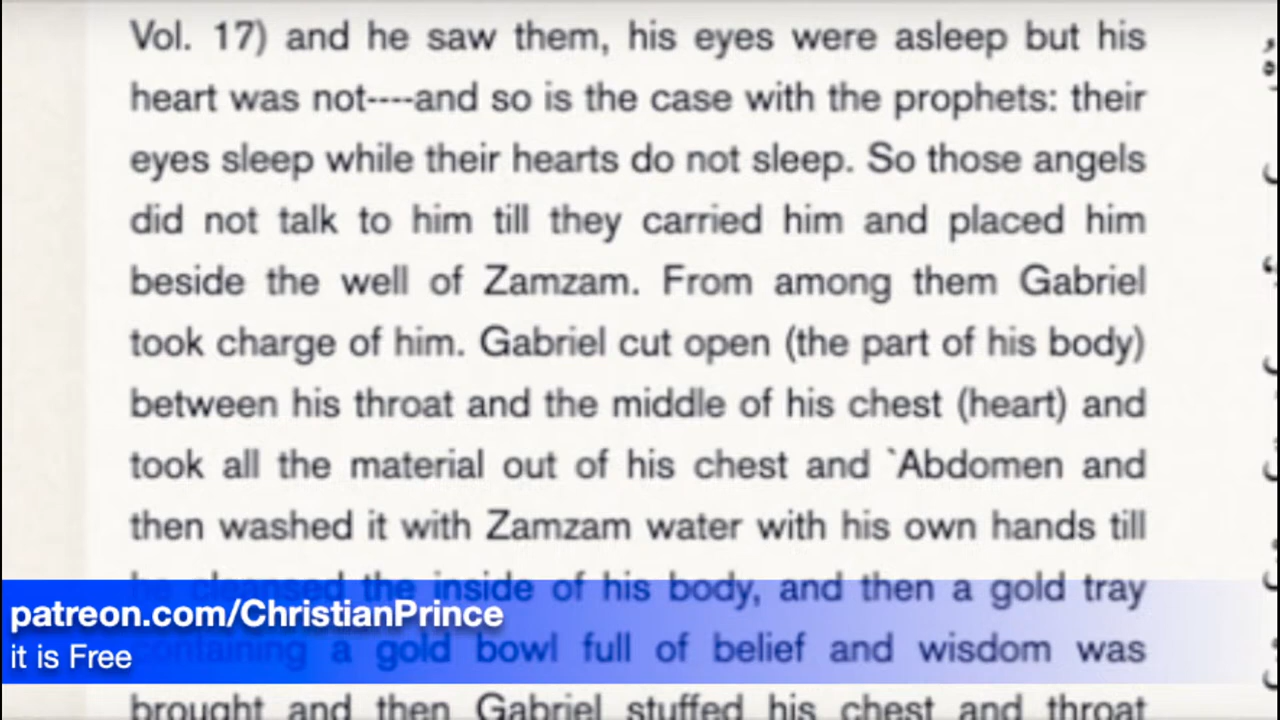 Vol. 17) and he saw them, his eyes were asleep but his
heart was not----and so is the case with the prophets: their
eyes sleep while their hearts do not sleep. So those angels
did not talk to him till they carried him and placed him
beside the well of Zamzam. From among them Gabriel
took charge of him. Gabriel cut open (the part of his body)
between his throat and the middle of his chest (heart) and
took all the material out of his chest and `Abdomen and
then washed it with Zamzam water with his own hands till
he cleansed the inside of his body, and then a gold tray
patreon.com/ChristianPrince
containing a gold bowl full of belief and wisdom was
it is Free
brought and then Gabriel stuffed his chest and throat